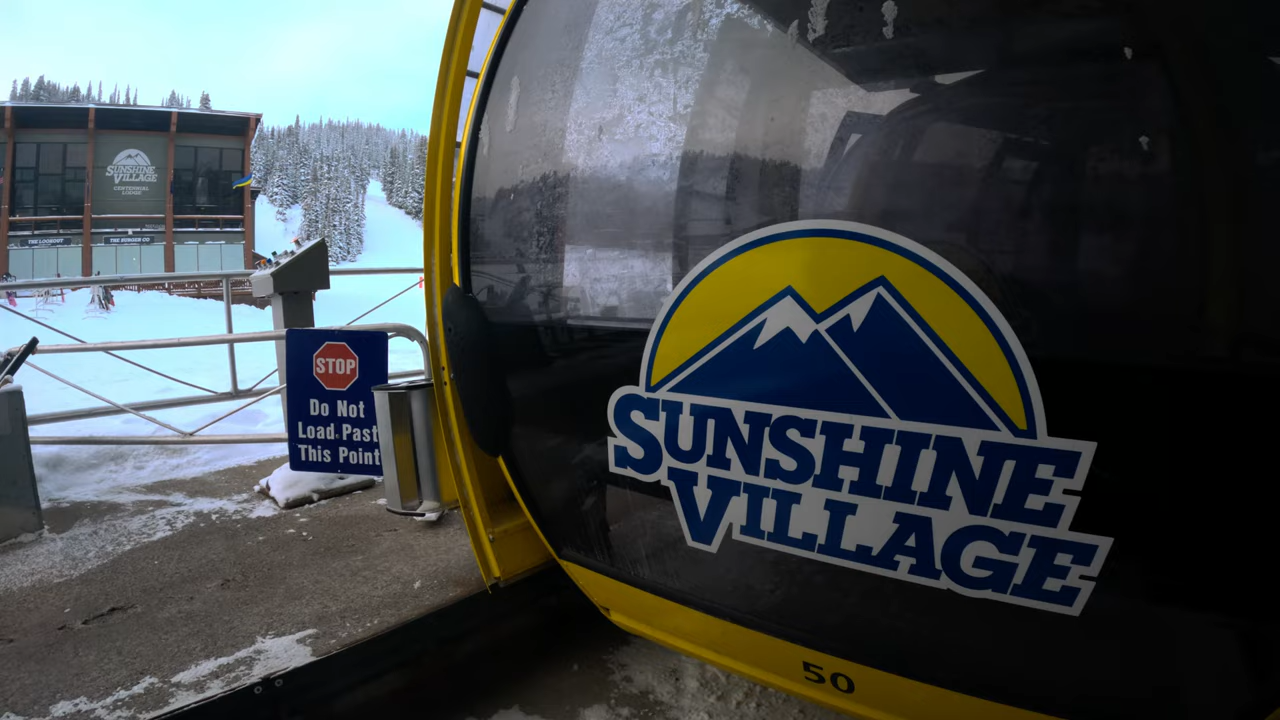 SUNSHINE
VILLAGE
CENTENNIAL
LODGE
THE LOOKOUT
THE BURGER CO
STOP
Do Not
Load Past
This Point
SUNSHINE
VILLAGE
50